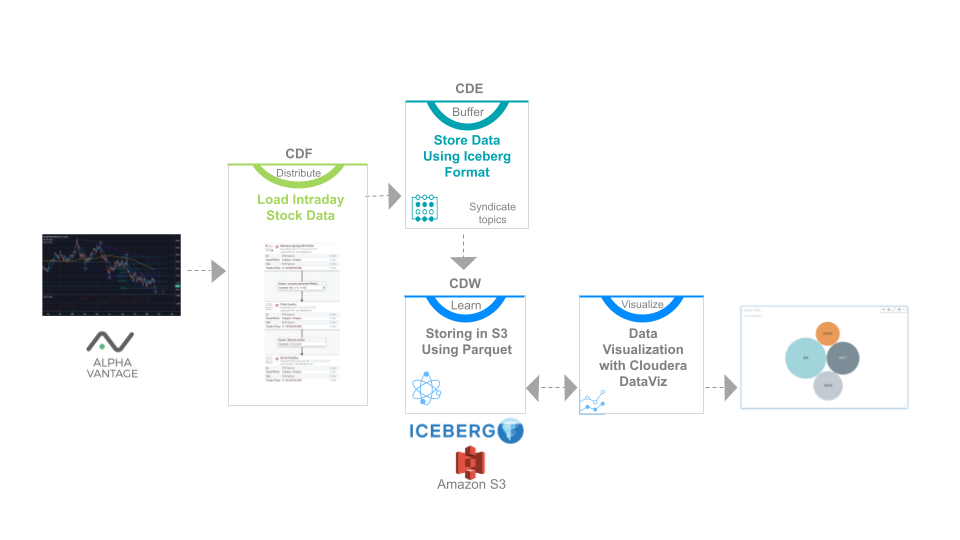 CDE
Buffer
Store Data
Using Iceberg
Format
Syndicate
topics
CDF
Distribute
Load Intraday
Stock Data
ALPHA
VANTAGE
CDW
Learn
Storing in S3
Using Parquet
ICEBERG
Amazon S3
Visualize
Data
Visualization
with Cloudera
DataViz